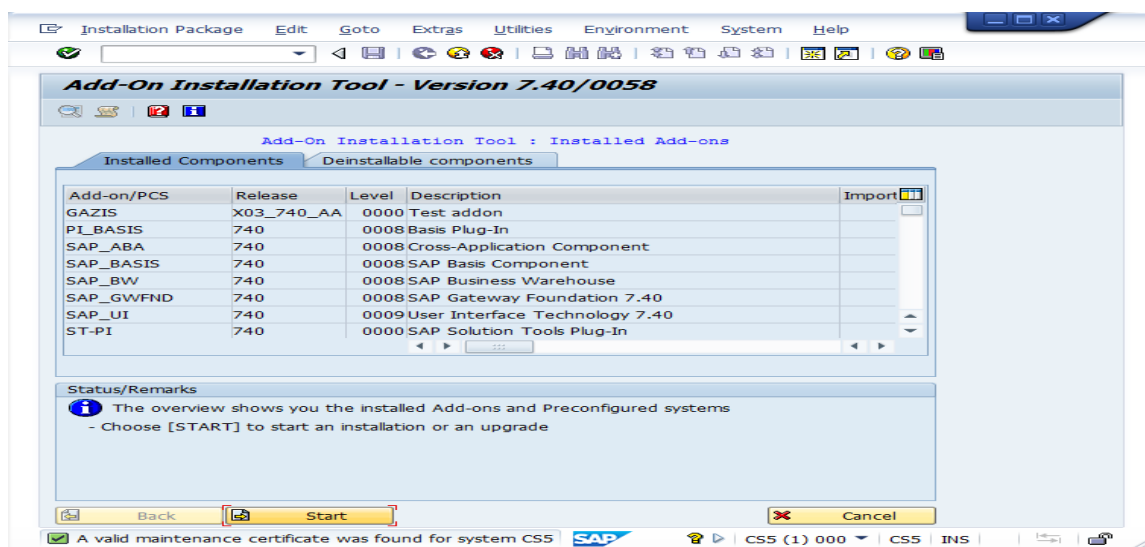 Installation Package Edit Goto Extras Utilities Environment System Help
Add-On Installation Tool - Version 7.40/0058
Add-On Installation Tool : Installed Add-ons
Installed Components Deinstallable components
Add-on/PCS Release Level Description Import
GAZIS X03_740_AA 0000 Test addon
PI_BASIS 740 0008 Basis Plug-In
SAP_ABA 740 0008 Cross-Application Component
SAP_BASIS 740 0008 SAP Basis Component
SAP_BW 740 0008 SAP Business Warehouse
SAP_GWFND 740 0008 SAP Gateway Foundation 7.40
SAP_UI 740 0009 User Interface Technology 7.40
ST-PI 740 0000 SAP Solution Tools Plug-In
Status/Remarks
The overview shows you the installed Add-ons and Preconfigured systems
- Choose [START] to start an installation or an upgrade
Back Start Cancel
A valid maintenance certificate was found for system CS5 SAP CS5 (1) 000 CS5 INS